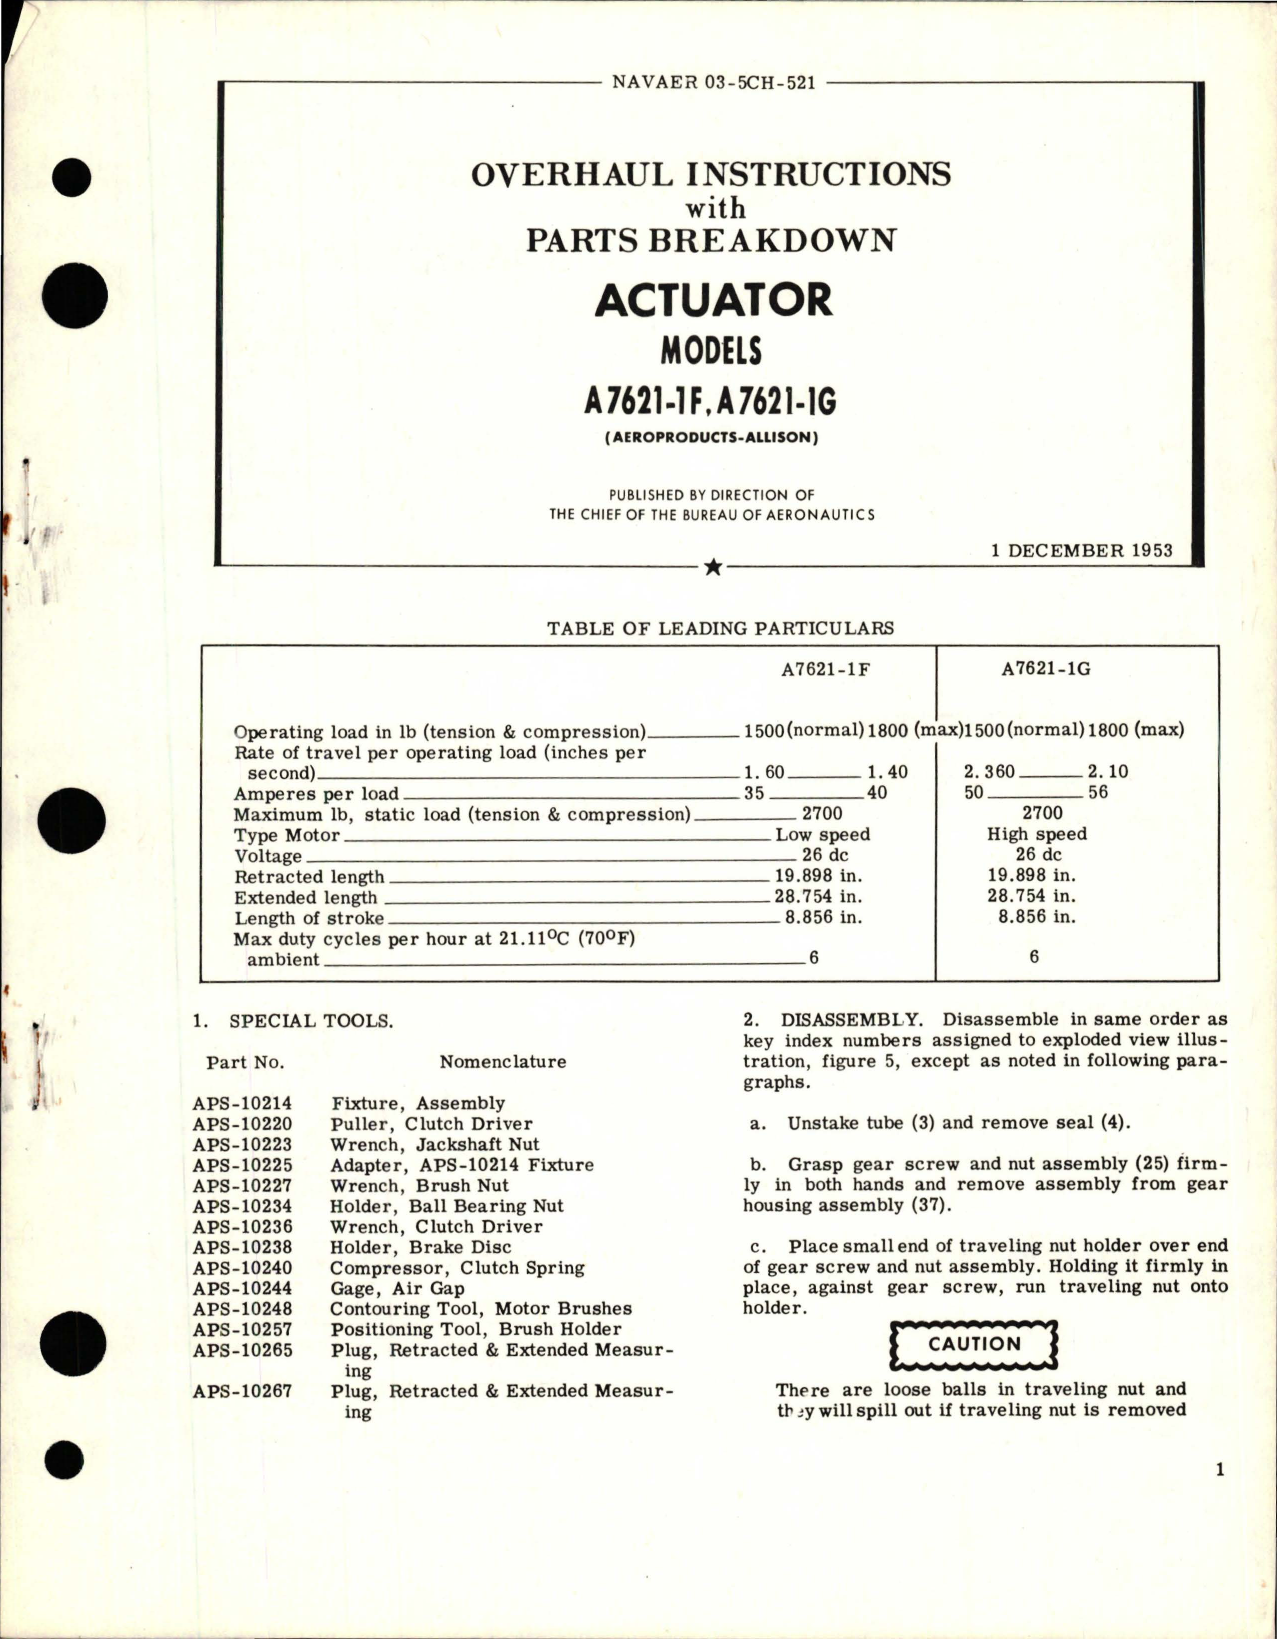 NAVAER 03-5CH-521
OVERHAUL INSTRUCTIONS
with
PARTS BREAKDOWN
ACTUATOR
MODELS
A7621-1F, A7621-1G
(AEROPRODUCTS-ALLISON)
PUBLISHED BY DIRECTION OF
THE CHIEF OF THE BUREAU OF AERONAUTICS
1 DECEMBER 1953
TABLE OF LEADING PARTICULARS
A7621-1F A7621-1G
Operating load in lb (tension & compression) 1500(normal) 1800 (max) 1500(normal) 1800 (max)
Rate of travel per operating load (inches per
second) 1.60 1.40 2.360 2.10
Amperes per load 35 40 50 56
Maximum lb, static load (tension & compression) 2700 2700
Type Motor Low speed High speed
Voltage 26 dc 26 dc
Retracted length 19.898 in. 19.898 in.
Extended length 28.754 in. 28.754 in.
Length of stroke 8.856 in. 8.856 in.
Max duty cycles per hour at 21.11°C (70°F)
ambient 6 6
1. SPECIAL TOOLS.
Part No. Nomenclature
APS-10214 Fixture, Assembly
APS-10220 Puller, Clutch Driver
APS-10223 Wrench, Jackshaft Nut
APS-10225 Adapter, APS-10214 Fixture
APS-10227 Wrench, Brush Nut
APS-10234 Holder, Ball Bearing Nut
APS-10236 Wrench, Clutch Driver
APS-10238 Holder, Brake Disc
APS-10240 Compressor, Clutch Spring
APS-10244 Gage, Air Gap
APS-10248 Contouring Tool, Motor Brushes
APS-10257 Positioning Tool, Brush Holder
APS-10265 Plug, Retracted & Extended Measur-
ing
APS-10267 Plug, Retracted & Extended Measur-
ing
2. DISASSEMBLY. Disassemble in same order as
key index numbers assigned to exploded view illus-
tration, figure 5, except as noted in following para-
graphs.
a. Unstake tube (3) and remove seal (4).
b. Grasp gear screw and nut assembly (25) firm-
ly in both hands and remove assembly from gear
housing assembly (37).
c. Place small end of traveling nut holder over end
of gear screw and nut assembly. Holding it firmly in
place, against gear screw, run traveling nut onto
holder.
CAUTION
There are loose balls in traveling nut and
they will spill out if traveling nut is removed
1